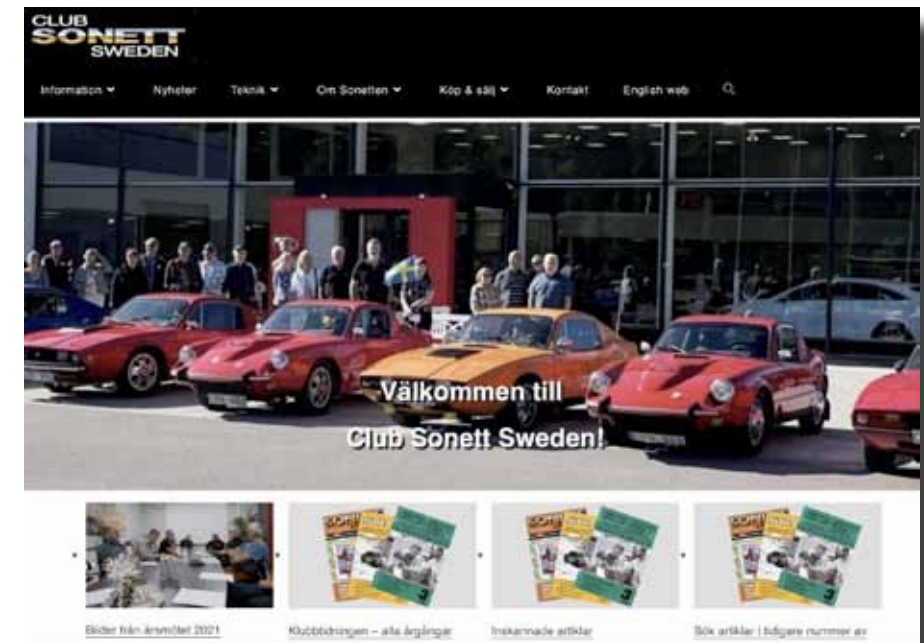 CLUB
SONETT
SWEDEN
Information Nyheter Teknik Om Sonetten Köp & sälj Kontakt English web
Välkommen till
Club Sonett Sweden!
Bilder från årsmötet 2021
Klubbtidningen – alla årgångar
Inskannade artiklar
Sök artiklar i tidigare nummer av